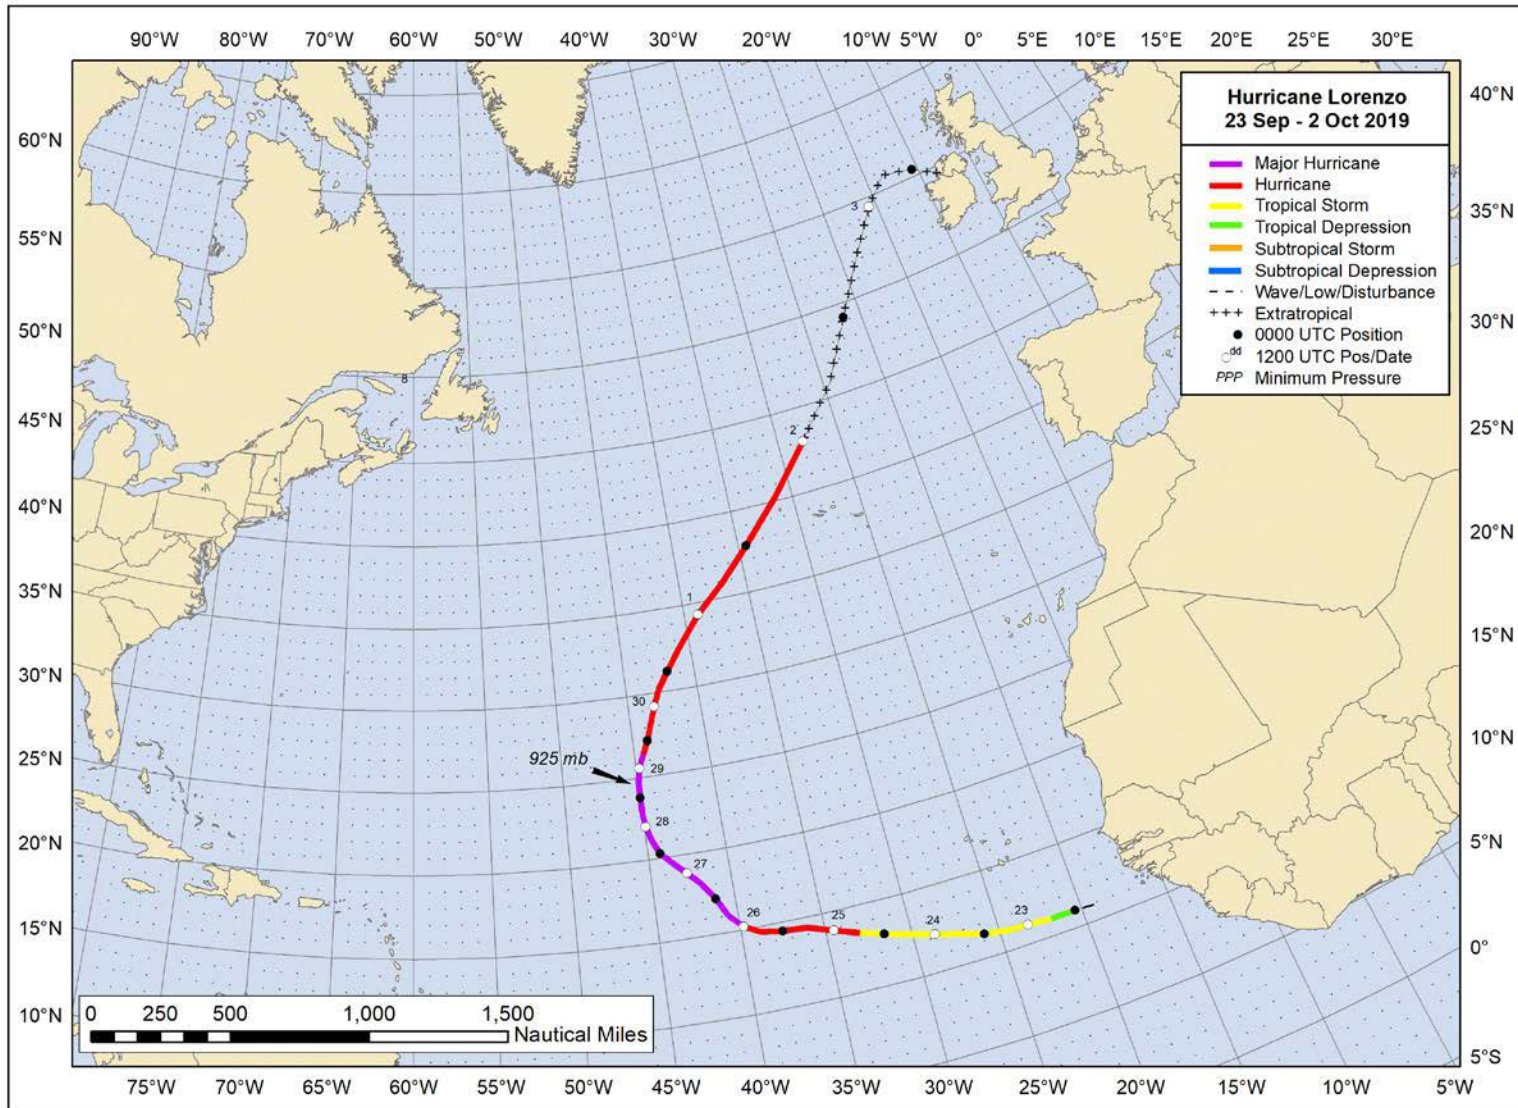 90°W 80°W 70°W 60°W 50°W 40°W 30°W 20°W 10°W 5°W 0° 5°E 10°E 15°E 20°E 25°E 30°E
Hurricane Lorenzo
23 Sep - 2 Oct 2019
Major Hurricane
Hurricane
Tropical Storm
Tropical Depression
Subtropical Storm
Subtropical Depression
Wave/Low/Disturbance
+++ Extratropical
0000 UTC Position
dd 1200 UTC Pos/Date
PPP Minimum Pressure
60°N
55°N
50°N
45°N
40°N
35°N
30°N
25°N
20°N
15°N
10°N
40°N
35°N
30°N
25°N
20°N
15°N
10°N
5°N
0°
5°S
3
8
2
1
30
925 mb
29
28
27
26
25
24
23
0 250 500 1,000 1,500
Nautical Miles
75°W 70°W 65°W 60°W 55°W 50°W 45°W 40°W 35°W 30°W 25°W 20°W 15°W 10°W 5°W